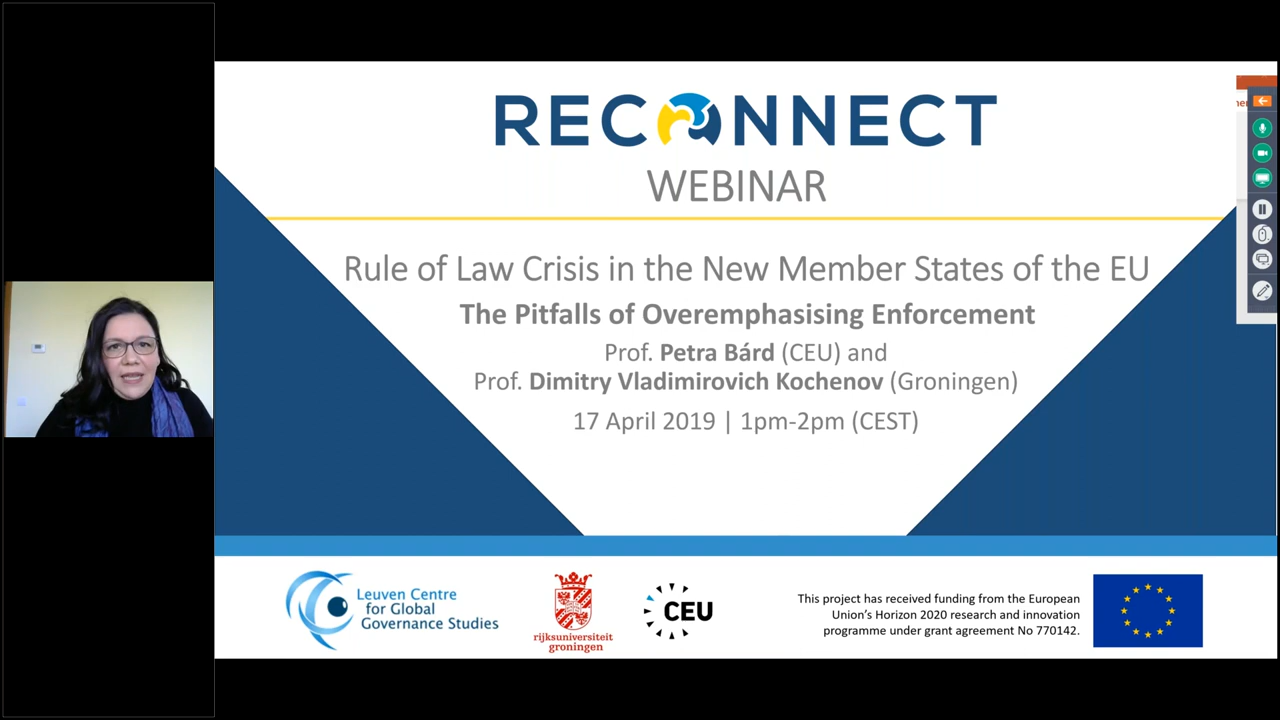 RECONNECT
WEBINAR
Rule of Law Crisis in the New Member States of the EU
The Pitfalls of Overemphasising Enforcement
Prof. Petra Bárd (CEU) and
Prof. Dimitry Vladimirovich Kochenov (Groningen)
17 April 2019 | 1pm-2pm (CEST)
Leuven Centre
for Global
Governance Studies
rijksuniversiteit
groningen
CEU
This project has received funding from the European
Union's Horizon 2020 research and innovation
programme under grant agreement No 770142.